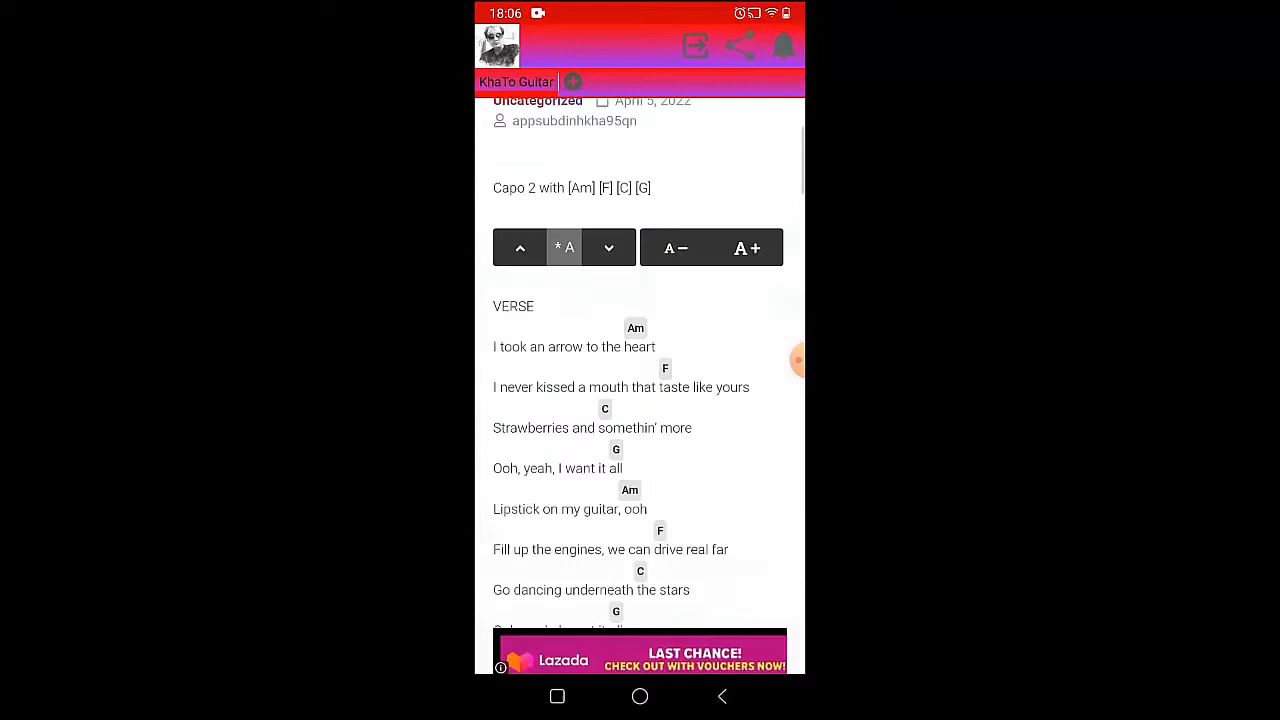 18:06
KhaTo Guitar
Uncategorized April 5, 2022
appsubdinhkha95qn
Capo 2 with [Am] [F] [C] [G]
* A A− A+
VERSE
Am
I took an arrow to the heart
F
I never kissed a mouth that taste like yours
C
Strawberries and somethin' more
G
Ooh, yeah, I want it all
Am
Lipstick on my guitar, ooh
F
Fill up the engines, we can drive real far
C
Go dancing underneath the stars
G
Lazada
LAST CHANCE!
CHECK OUT WITH VOUCHERS NOW!